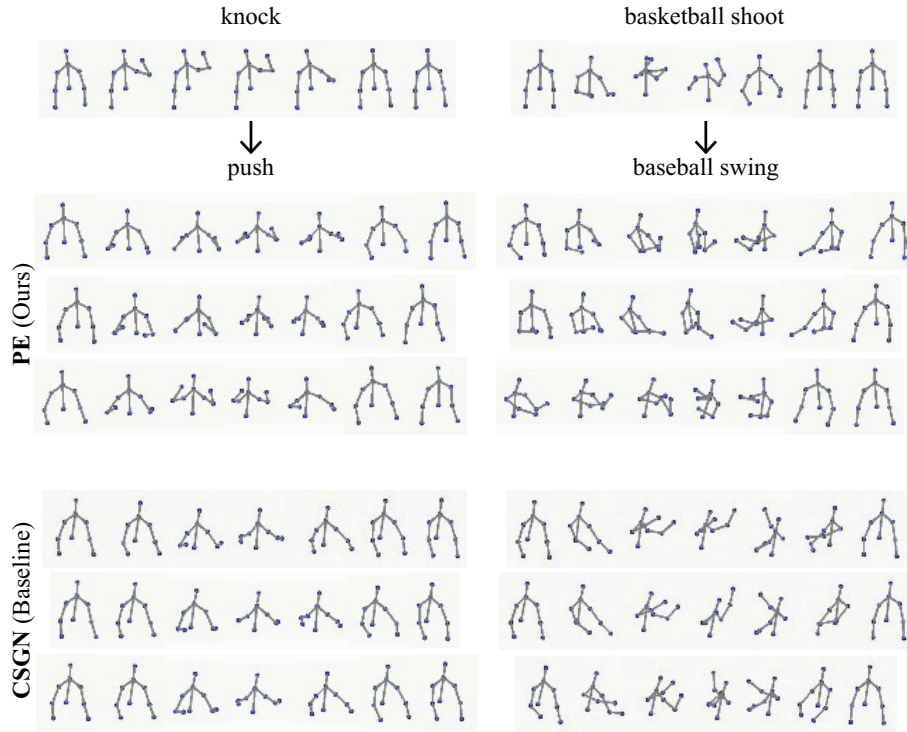 knock
basketball shoot
push
baseball swing
PE (Ours)
CSGN (Baseline)